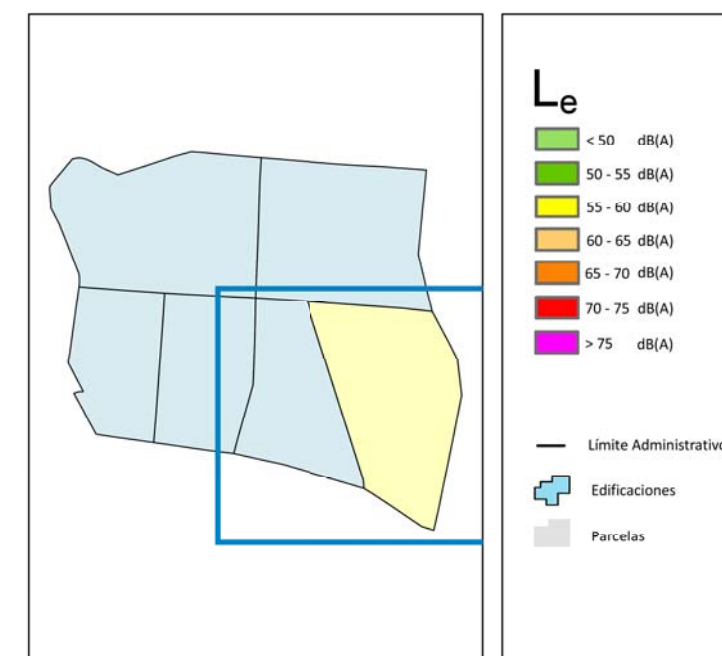 Le
< 50 dB(A)
50 - 55 dB(A)
55 - 60 dB(A)
60 - 65 dB(A)
65 - 70 dB(A)
70 - 75 dB(A)
> 75 dB(A)
Límite Administrativo
Edificaciones
Parcelas